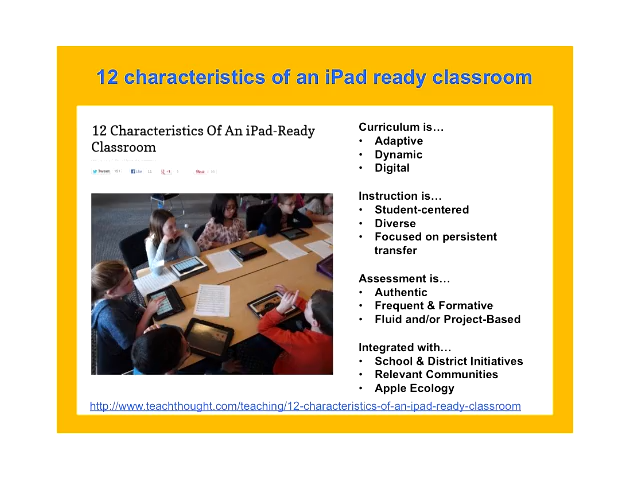 12 characteristics of an iPad ready classroom
12 Characteristics Of An iPad-Ready
Classroom
Tweet
Like
Curriculum is…
• Adaptive
• Dynamic
• Digital
Instruction is…
• Student-centered
• Diverse
• Focused on persistent
transfer
Assessment is…
• Authentic
• Frequent & Formative
• Fluid and/or Project-Based
Integrated with…
• School & District Initiatives
• Relevant Communities
• Apple Ecology
http://www.teachthought.com/teaching/12-characteristics-of-an-ipad-ready-classroom